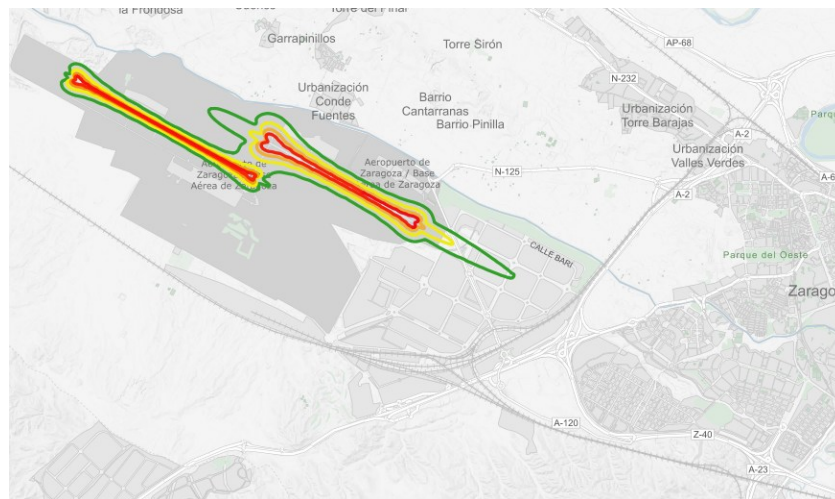 la Frondosa
Torre del Pinar
Garrapinillos
Torre Sirón
AP-68
N-232
Urbanización
Conde
Fuentes
Barrio
Cantarranas
Barrio Pinilla
Urbanización
Torre Barajas
Parq
A-2
Urbanización
Valles Verdes
Aeropuerto de
Zaragoza / Base
Aérea de Zaragoza
Aeropuerto de
Zaragoza
Aérea de Zaragoza
N-125
A-2
A-6
CALLE BARI
Parque del Oeste
Zarago
A-120
Z-40
A-23